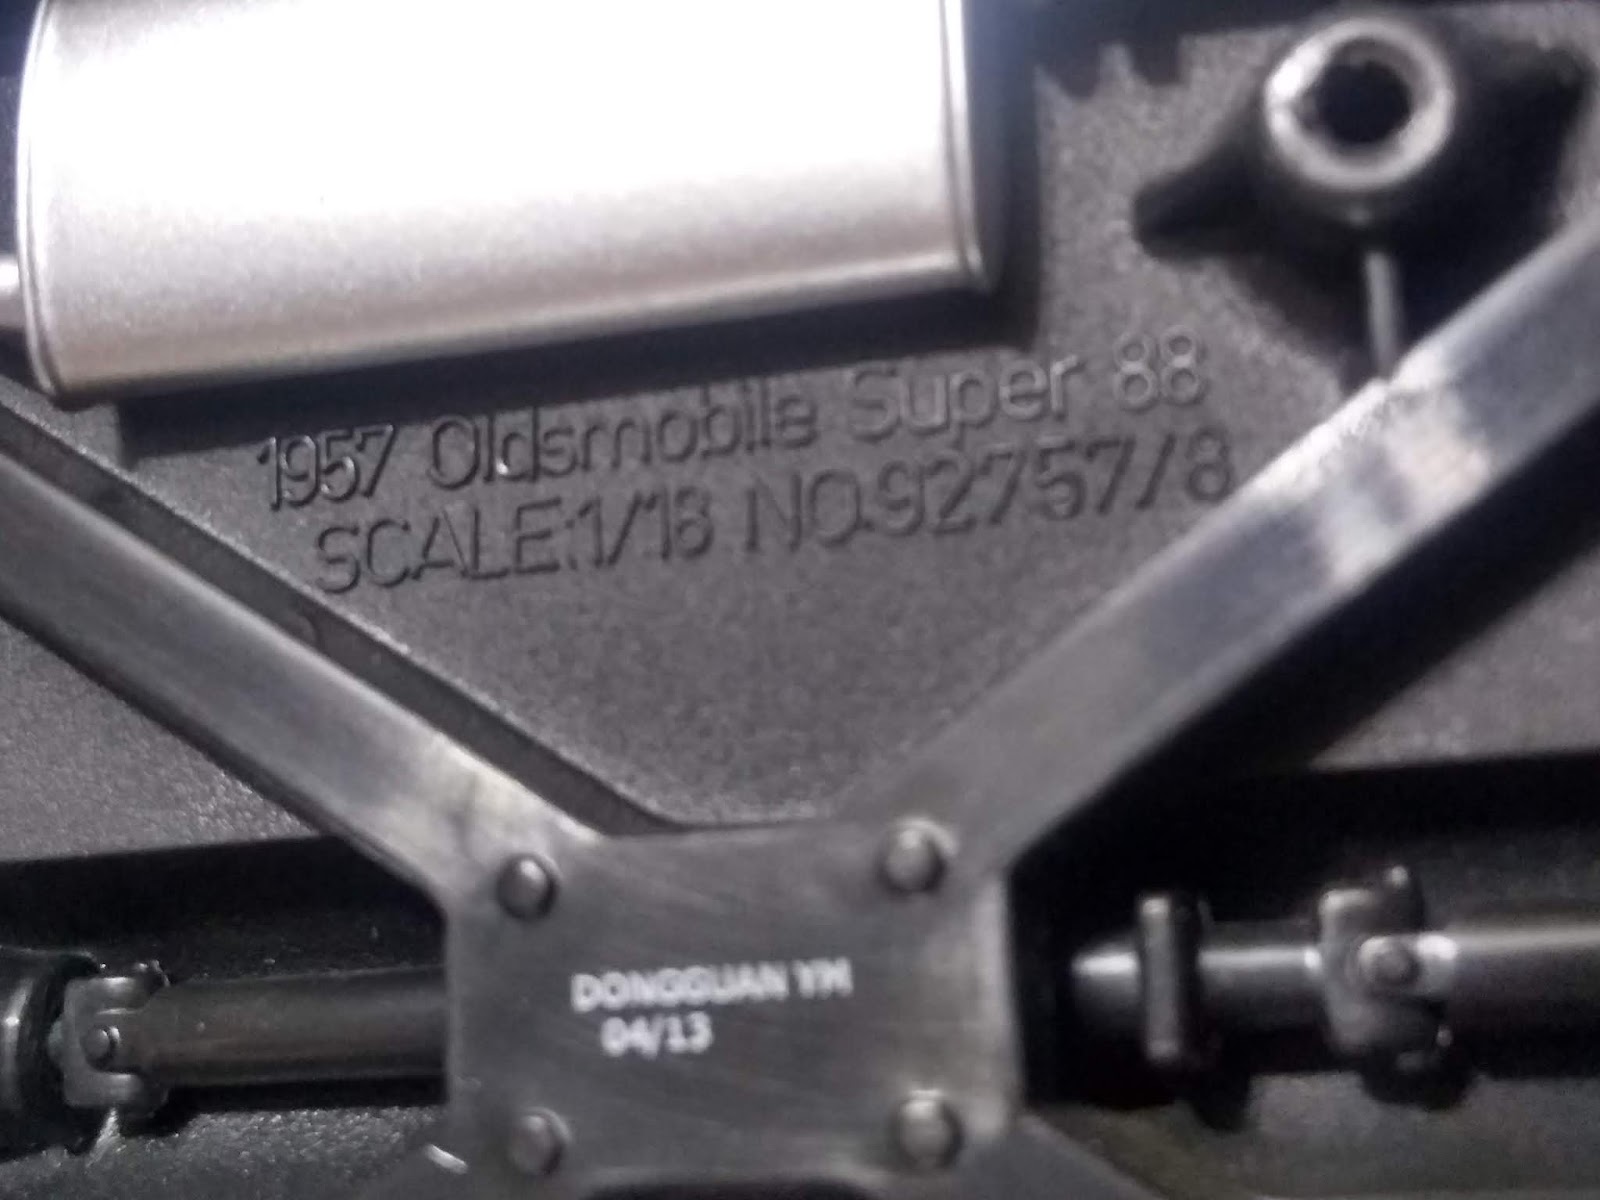 1957 Oldsmobile Super 88
SCALE:1/18 NO.92757/8
DONGGUAN YM
04/13